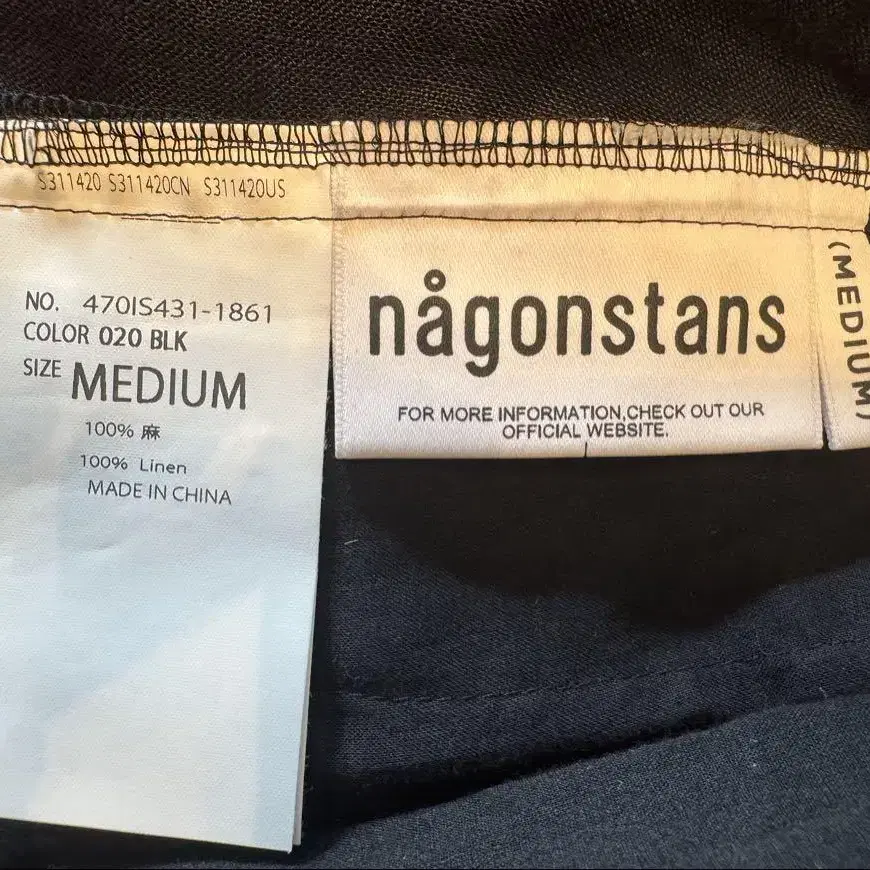 S311420 S311420CN S311420US
NO. 470IS431-1861
COLOR 020 BLK
SIZE MEDIUM
100% 麻
100% Linen
MADE IN CHINA
någonstans
FOR MORE INFORMATION,CHECK OUT OUR
OFFICIAL WEBSITE.
(MEDIUM)